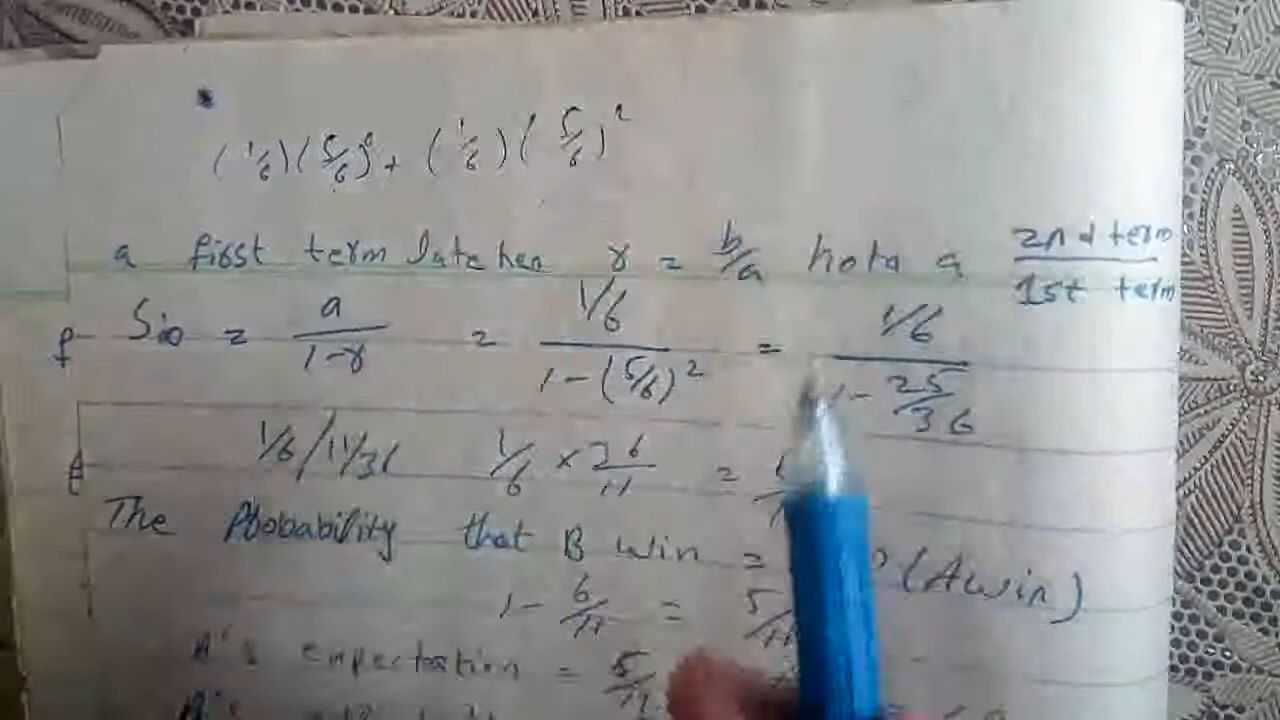 (1/6)(5/6)⁰ + (1/6)(5/6)²
a first term r = b/a hota a 2nd term / 1st term
S∞ = a/1-r = 1/6 / 1-(5/6)² = 1/6 / 1-25/36
1/6 / 11/36 1/6 × 36/11 =
The Probability that B win = P(A win)
1 - 6/11 = 5/11
A's expectation = 5/11
A's